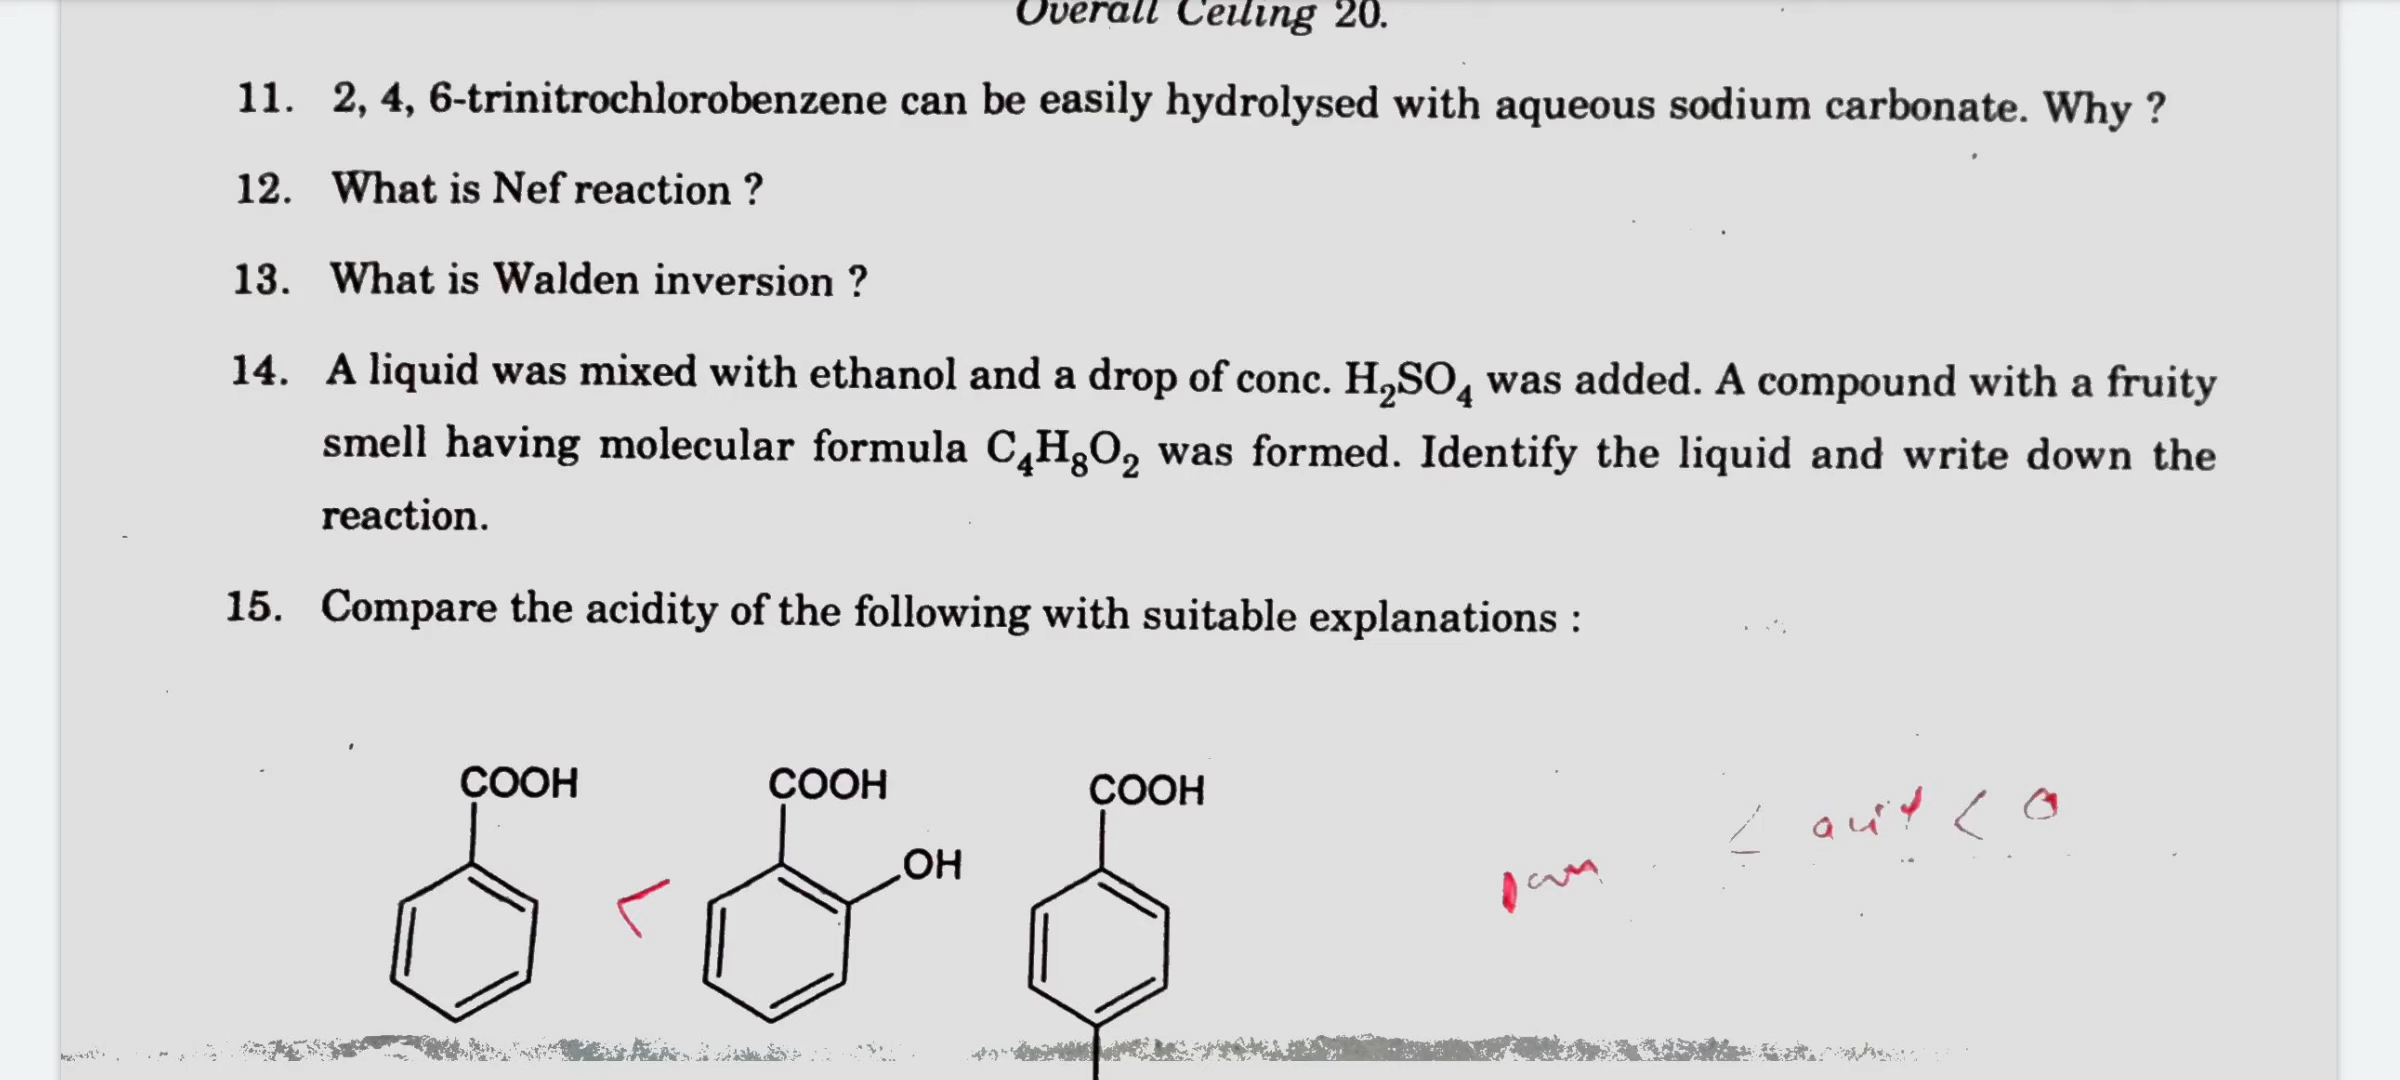 Overall Ceiling 20.
11. 2, 4, 6-trinitrochlorobenzene can be easily hydrolysed with aqueous sodium carbonate. Why ?
12. What is Nef reaction ?
13. What is Walden inversion ?
14. A liquid was mixed with ethanol and a drop of conc. H₂SO₄ was added. A compound with a fruity
smell having molecular formula C₄H₈O₂ was formed. Identify the liquid and write down the
reaction.
15. Compare the acidity of the following with suitable explanations :
COOH COOH COOH
OH
<
< O